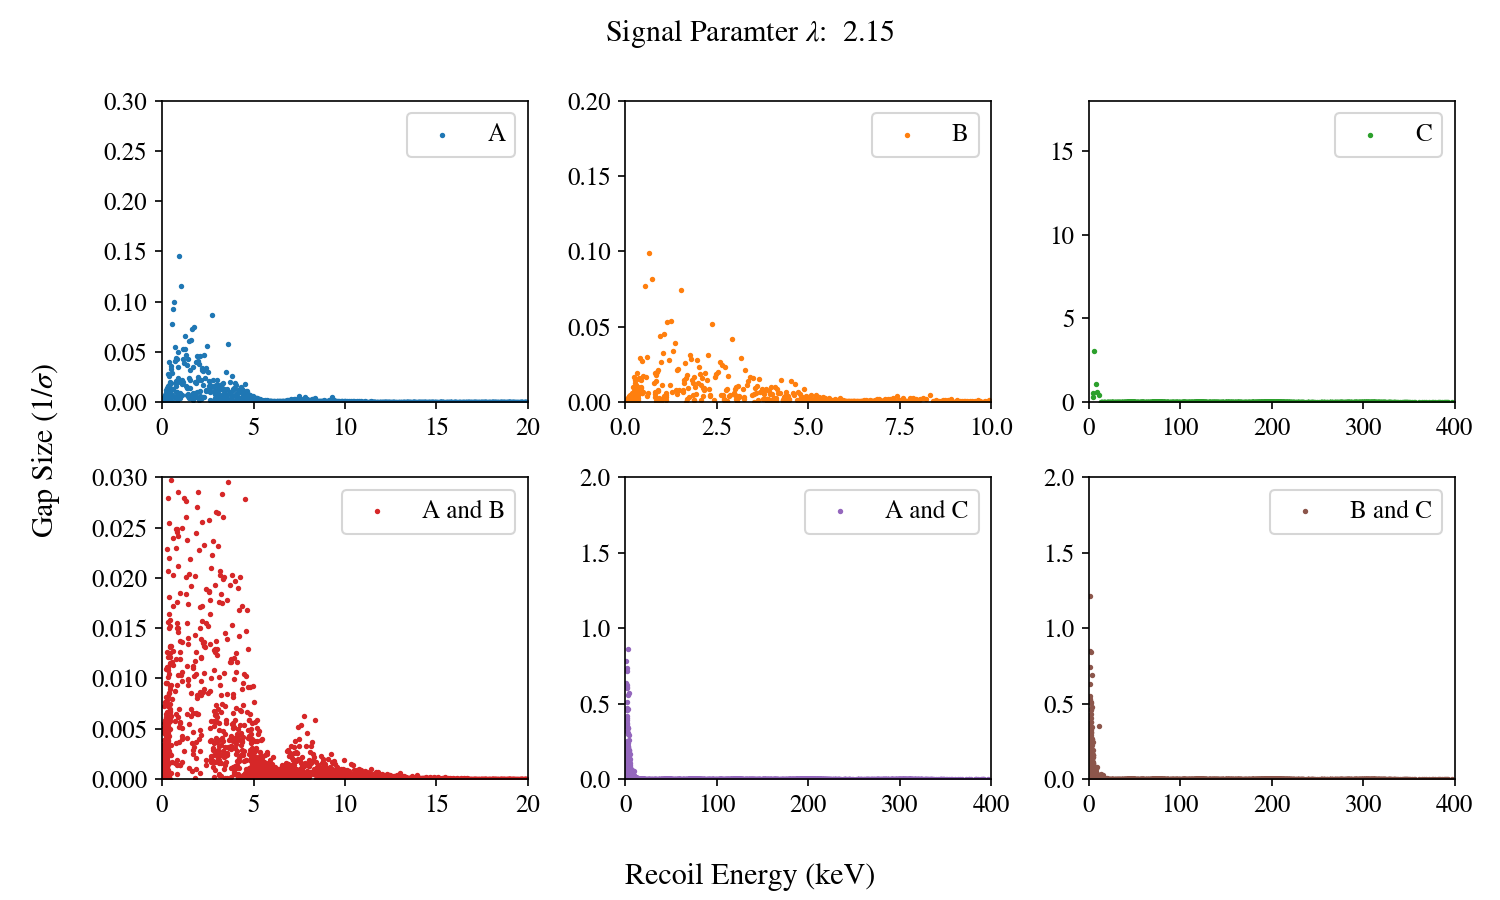 Signal Paramter λ: 2.15
Gap Size (1/σ)
0.30
0.25
0.20
0.15
0.10
0.05
0.00
0 5 10 15 20
A
0.20
0.15
0.10
0.05
0.00
0.0 2.5 5.0 7.5 10.0
B
15
10
5
0
0 100 200 300 400
C
0.030
0.025
0.020
0.015
0.010
0.005
0.000
0 5 10 15 20
A and B
2.0
1.5
1.0
0.5
0.0
0 100 200 300 400
A and C
2.0
1.5
1.0
0.5
0.0
0 100 200 300 400
B and C
Recoil Energy (keV)